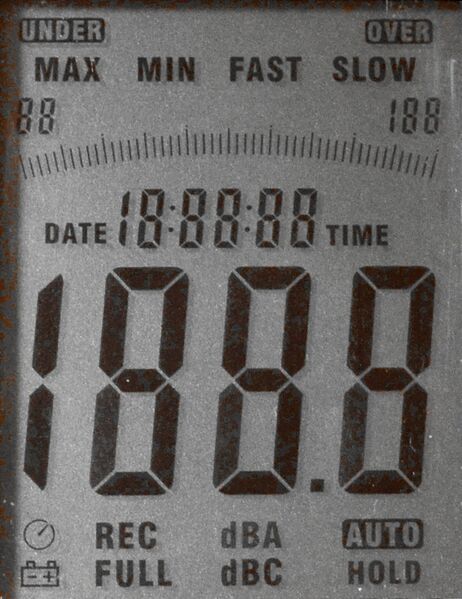 UNDER OVER
MAX MIN FAST SLOW
88 188
DATE 18:88:88 TIME
188.8
REC dBA AUTO
FULL dBC HOLD